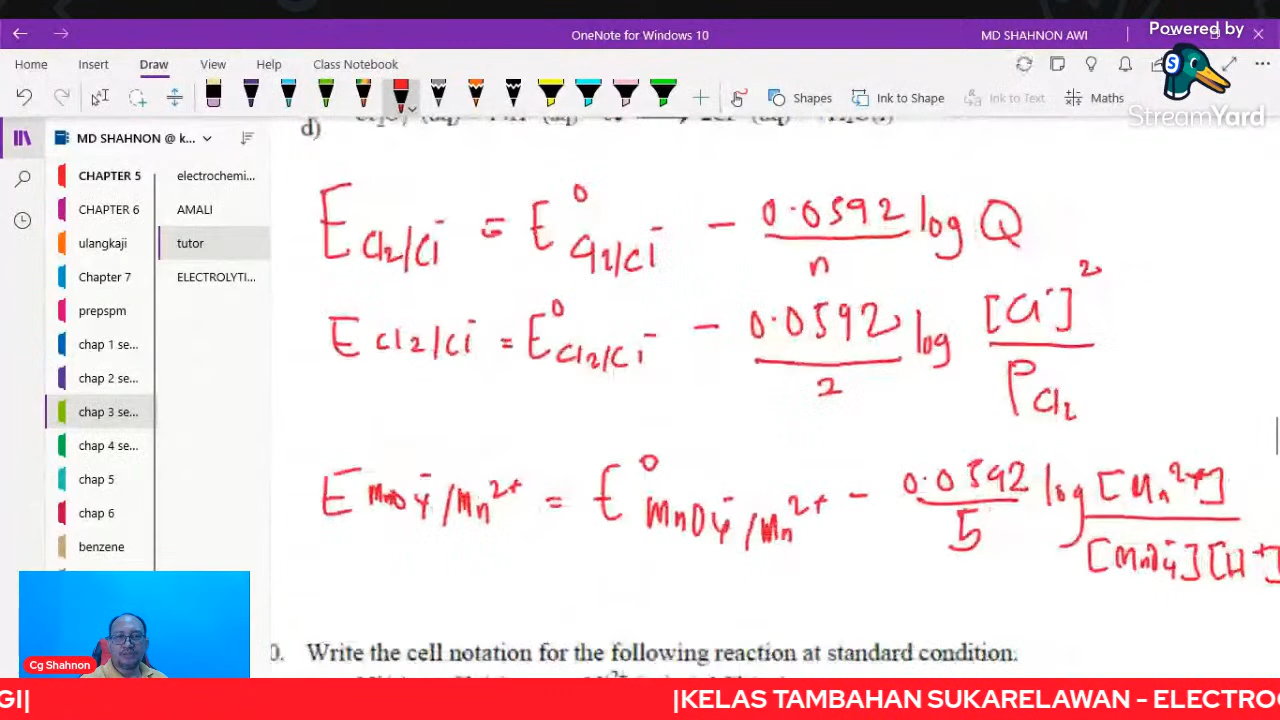 Powered by
StreamYard
OneNote for Windows 10
MD SHAHNON AWI
Home Insert Draw View Help Class Notebook
Shapes Ink to Shape Ink to Text Maths
MD SHAHNON @ k...
CHAPTER 5
CHAPTER 6
ulangkaji
Chapter 7
prepspm
chap 1 se...
chap 2 se...
chap 3 se...
chap 4 se...
chap 5
chap 6
benzene
electrochemi...
AMALI
tutor
ELECTROLYTI...
d)
E Cl₂/Cl⁻ = E⁰ Cl₂/Cl⁻ - 0.0592/n log Q
E Cl₂/Cl⁻ = E⁰ Cl₂/Cl⁻ - 0.0592/2 log [Cl⁻]²/P Cl₂
E MnO₄⁻/Mn²⁺ = E⁰ MnO₄⁻/Mn²⁺ - 0.0592/5 log [Mn²⁺]/[MnO₄⁻][H⁺]
0. Write the cell notation for the following reaction at standard condition.
Cg Shahnon
GI| |KELAS TAMBAHAN SUKARELAWAN - ELECTRO